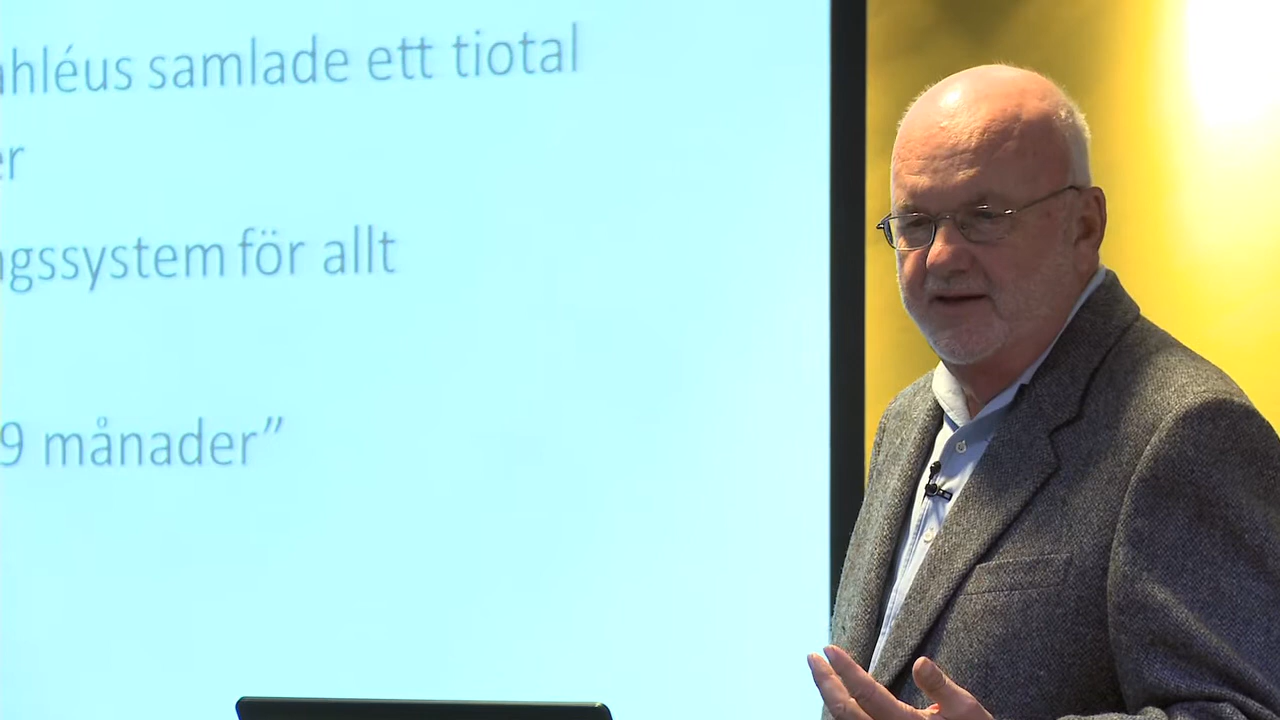 ahléus samlade ett tiotal
er
ngssystem för allt
9 månader”